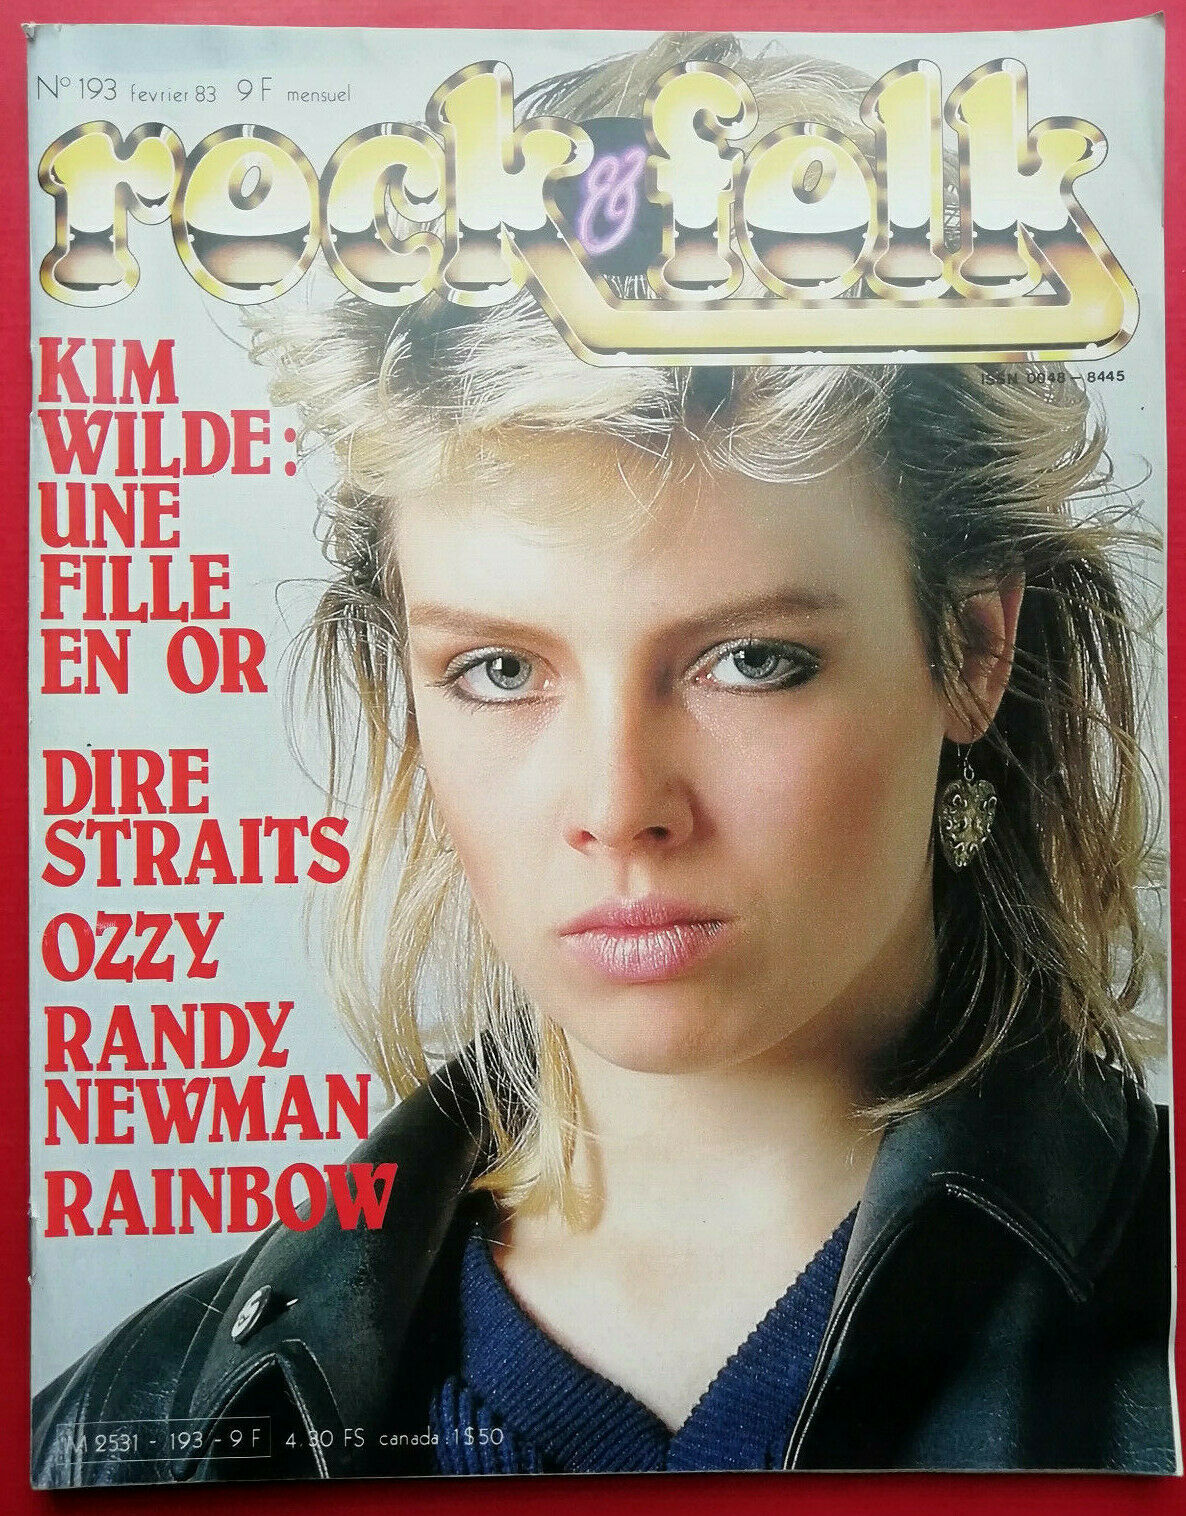 Nº 193 fevrier 83 9 F mensuel
rock & folk
ISSN 0048 - 8445
KIM
WILDE:
UNE
FILLE
EN OR
DIRE
STRAITS
OZZY
RANDY
NEWMAN
RAINBOW
M 2531 - 193 - 9 F 4.30 FS canada : 1$50